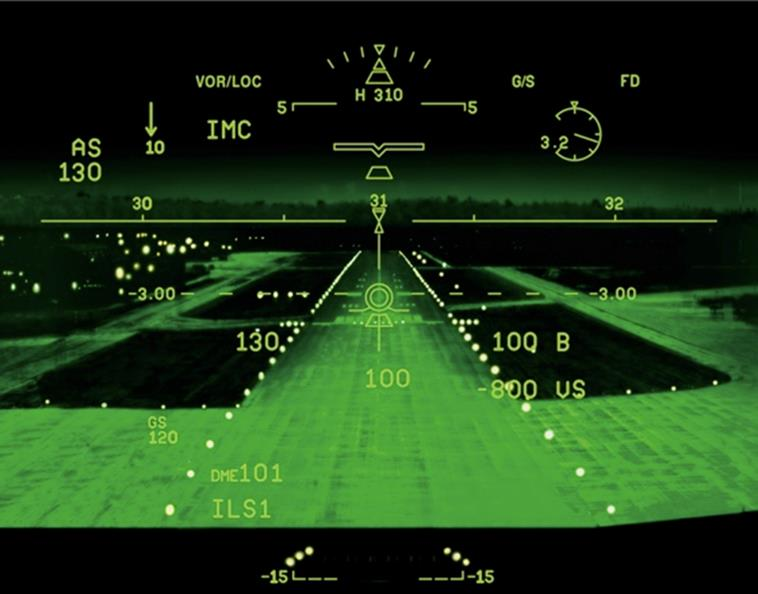 VOR/LOC
G/S
FD
H 310
5
5
10
IMC
3.2
AS
130
30
31
32
-3.00
-3.00
130
100 B
100
-800 VS
GS
120
DME101
ILS1
-15
-15